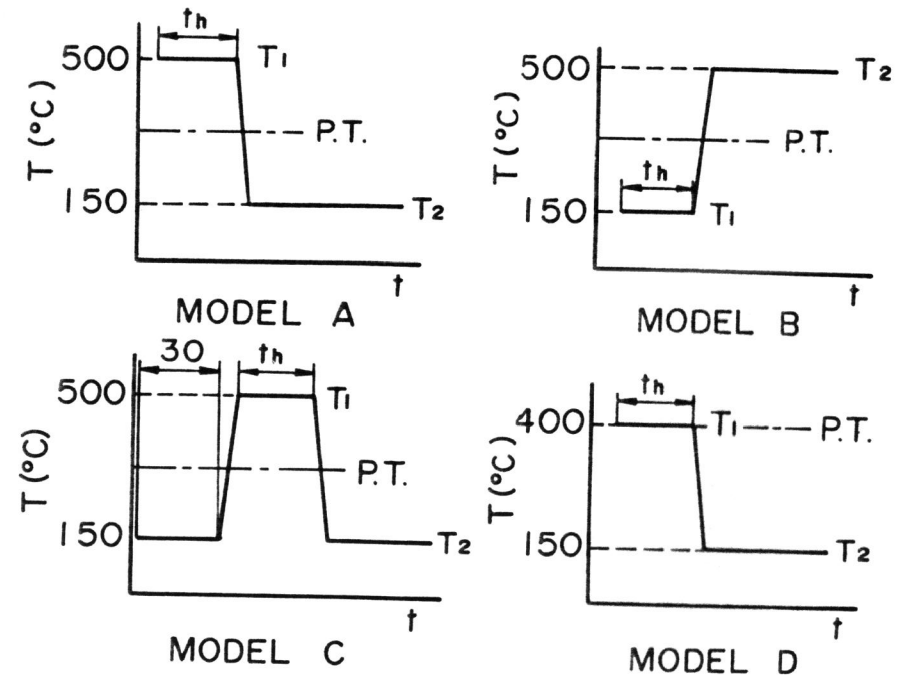 th
500
T1
T (°C)
P.T.
150
T2
t
MODEL A
500
T2
T (°C)
P.T.
th
150
T1
t
MODEL B
30
th
500
T1
T (°C)
P.T.
150
T2
t
MODEL C
th
400
T1
P.T.
T (°C)
150
T2
t
MODEL D